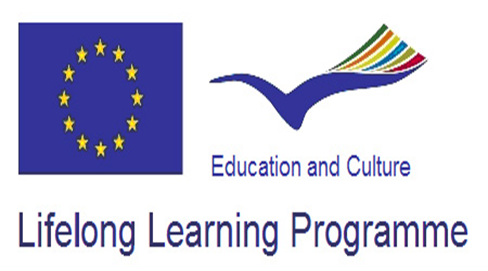 Education and Culture
Lifelong Learning Programme